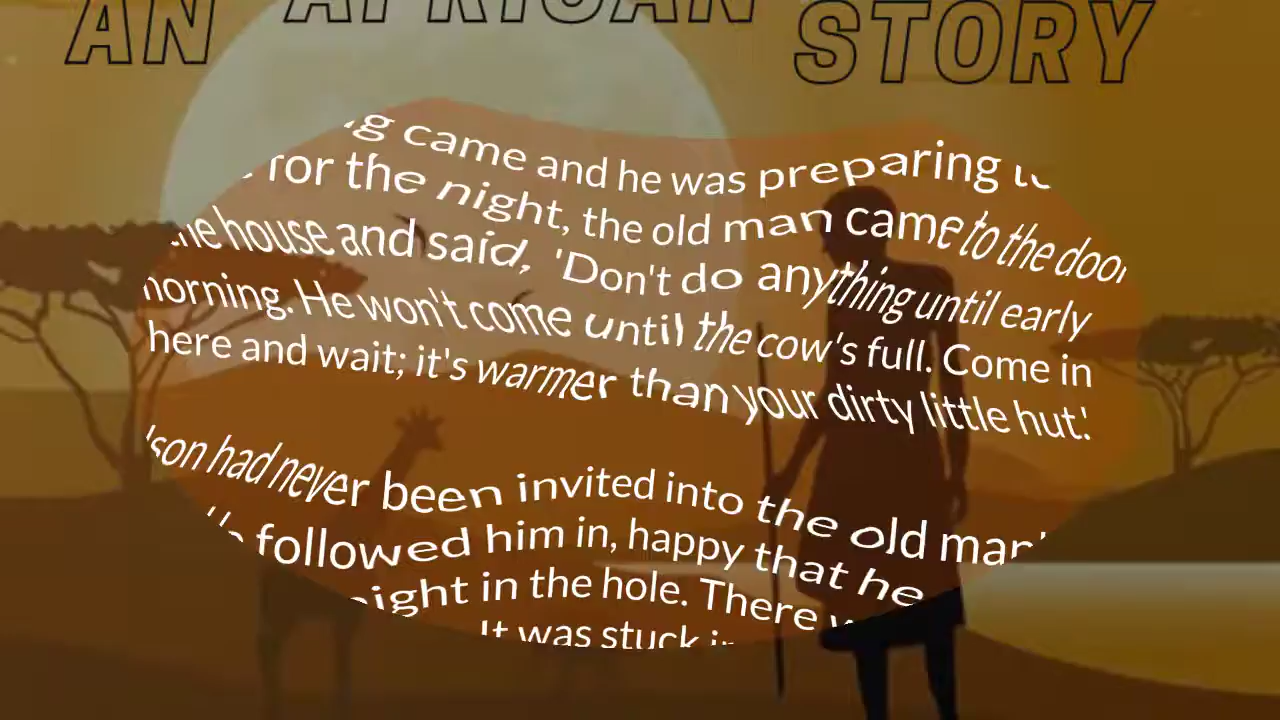 AN AFRICAN STORY
came and he was preparing
for the night, the old man came to the door
house and said, 'Don't do anything until early
morning. He won't come until the cow's full. Come in
here and wait; it's warmer than your dirty little hut.'
had never been invited into the old
followed him in, happy that he
in the hole. There
It was stuck